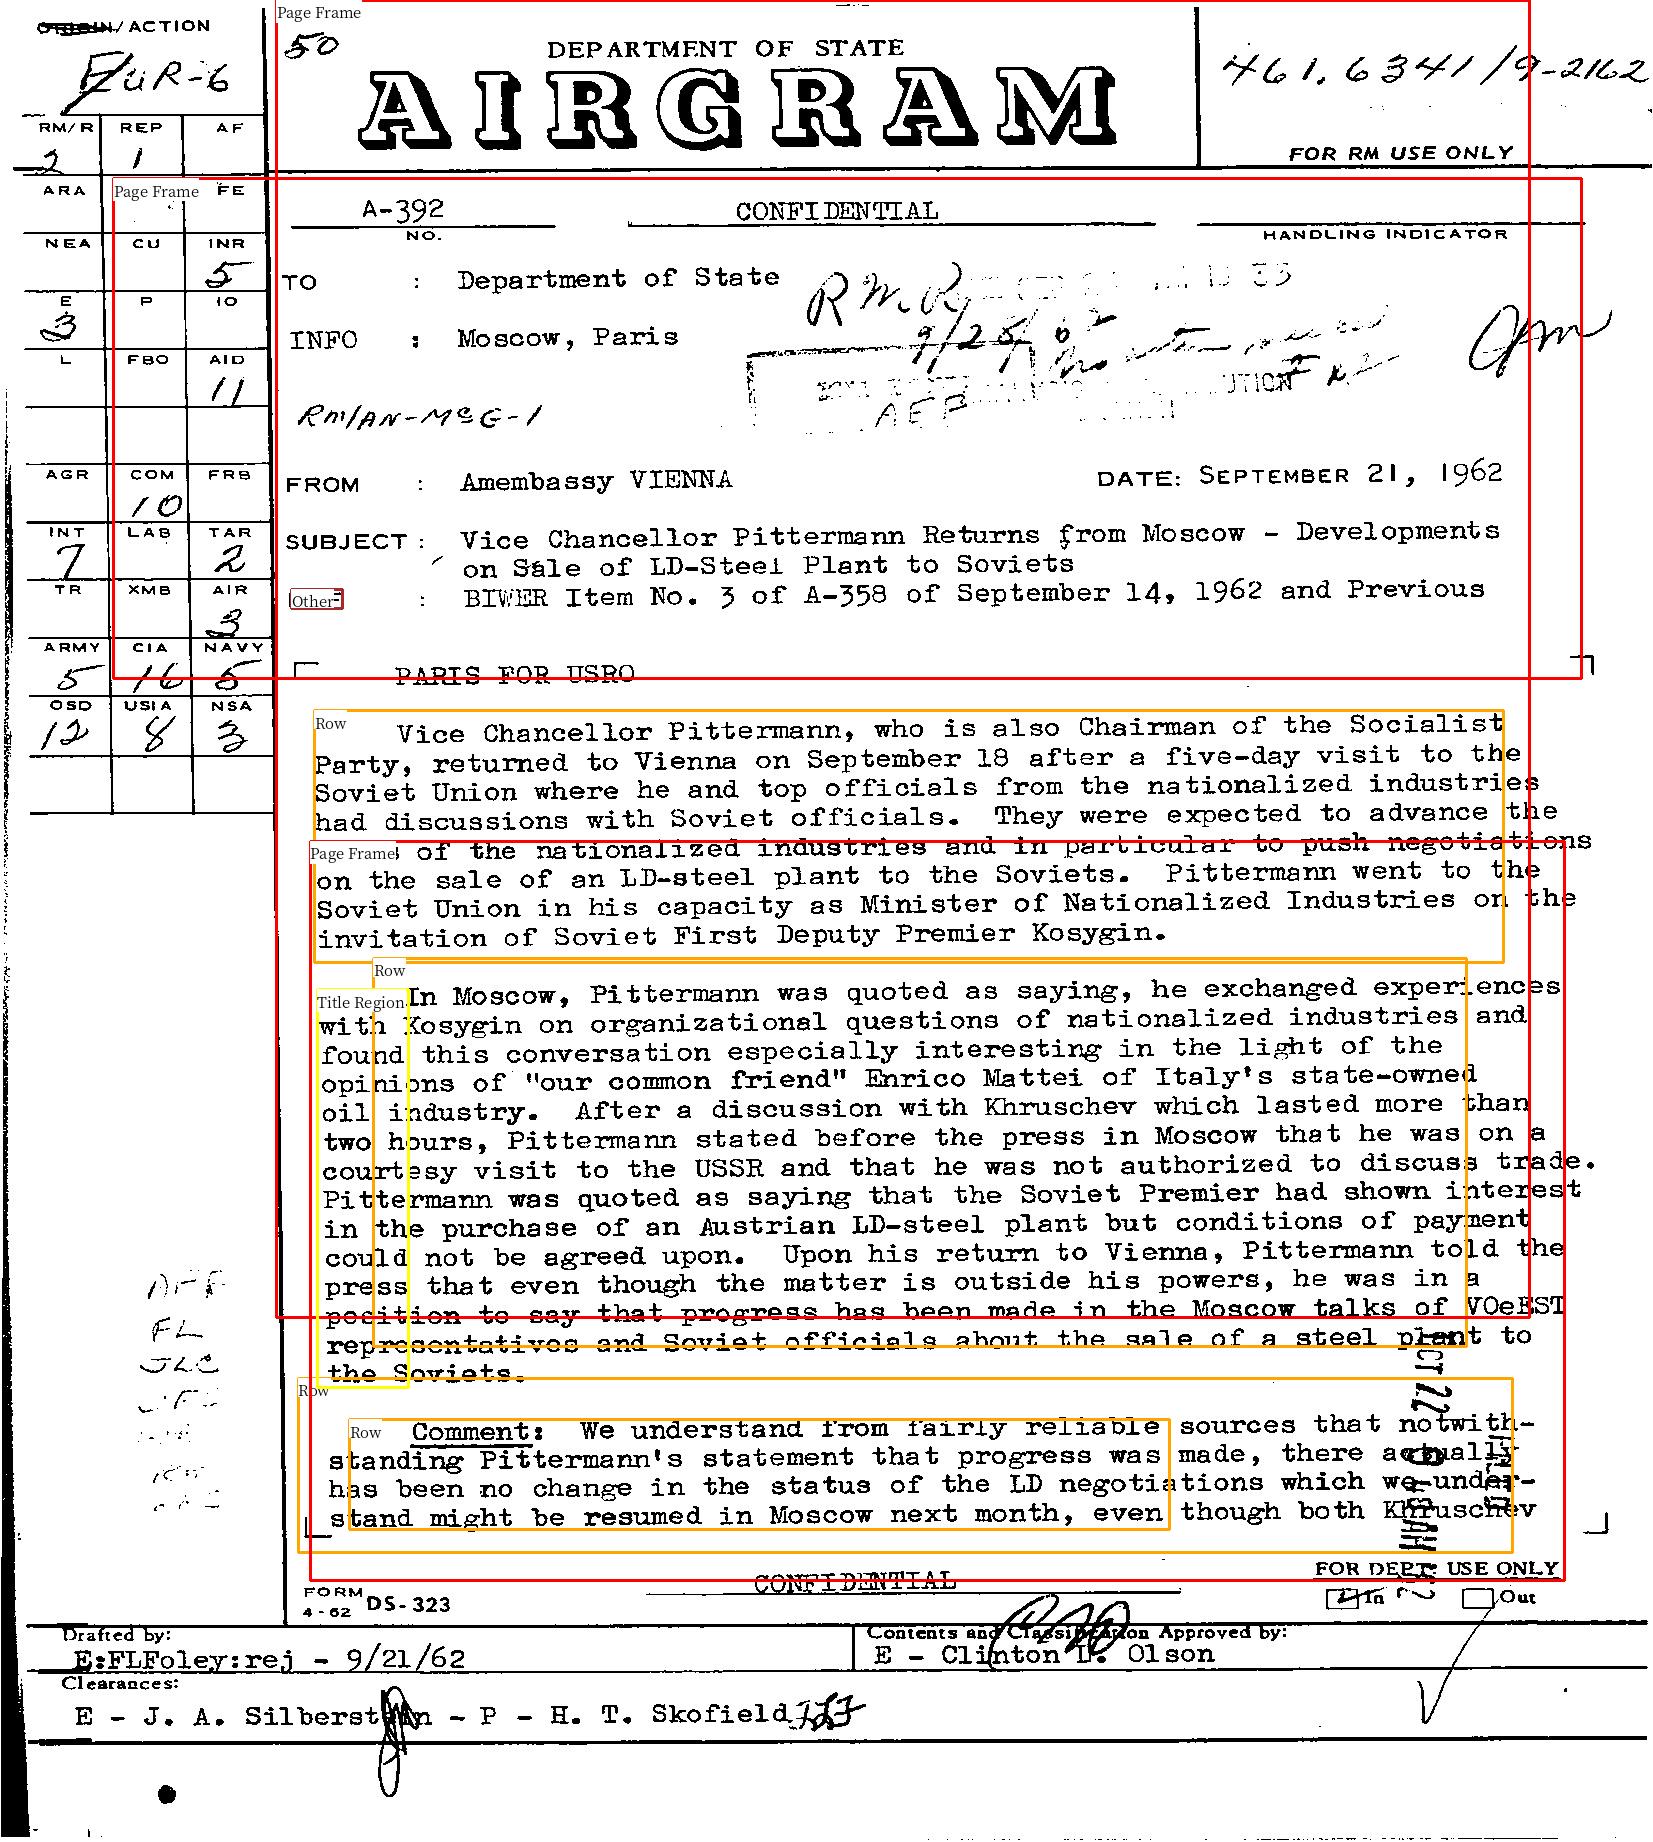 ORIGIN/ACTION
EUR-6
RM/R REP AF
2 1
ARA FE
NEA CU INR
5
E P IO
3
L FBO AID
11
AGR COM FRB
10
INT LAB TAR
7 2
TR XMB AIR
3
ARMY CIA NAVY
5 16 5
OSD USIA NSA
12 8 3
Page Frame
50
DEPARTMENT OF STATE
AIRGRAM
461.6341/9-2162
FOR RM USE ONLY
Page Frame
A-392 CONFIDENTIAL
NO. HANDLING INDICATOR
TO : Department of State
RM/R
INFO : Moscow, Paris
9/25/62
AEF
RM/AN-McG-1
FROM : Amembassy VIENNA DATE: SEPTEMBER 21, 1962
SUBJECT : Vice Chancellor Pittermann Returns from Moscow - Developments
on Sale of LD-Steel Plant to Soviets
Other : BIWER Item No. 3 of A-358 of September 14, 1962 and Previous
PARIS FOR USRO
Row
Vice Chancellor Pittermann, who is also Chairman of the Socialist
Party, returned to Vienna on September 18 after a five-day visit to the
Soviet Union where he and top officials from the nationalized industries
had discussions with Soviet officials. They were expected to advance the
Page Frame of the nationalized industries and in particular to push negotiations
on the sale of an LD-steel plant to the Soviets. Pittermann went to the
Soviet Union in his capacity as Minister of Nationalized Industries on the
invitation of Soviet First Deputy Premier Kosygin.
Row
Title Region
In Moscow, Pittermann was quoted as saying, he exchanged experiences
with Kosygin on organizational questions of nationalized industries and
found this conversation especially interesting in the light of the
opinions of "our common friend" Enrico Mattei of Italy's state-owned
oil industry. After a discussion with Khruschev which lasted more than
two hours, Pittermann stated before the press in Moscow that he was on a
courtesy visit to the USSR and that he was not authorized to discuss trade.
Pittermann was quoted as saying that the Soviet Premier had shown interest
in the purchase of an Austrian LD-steel plant but conditions of payment
could not be agreed upon. Upon his return to Vienna, Pittermann told the
press that even though the matter is outside his powers, he was in a
position to say that progress has been made in the Moscow talks of VOeEST
representatives and Soviet officials about the sale of a steel plant to
the Soviets.
Row
Row
Comment: We understand from fairly reliable sources that notwith-
standing Pittermann's statement that progress was made, there actually
has been no change in the status of the LD negotiations which we under-
stand might be resumed in Moscow next month, even though both Khruschev
CONFIDENTIAL
FOR DEPT. USE ONLY
In Out
FORM
4-62 DS-323
Drafted by:
E:FLFoley:rej - 9/21/62
Contents and Classification Approved by:
E - Clinton L. Olson
Clearances:
E - J. A. Silberstein - P - H. T. Skofield